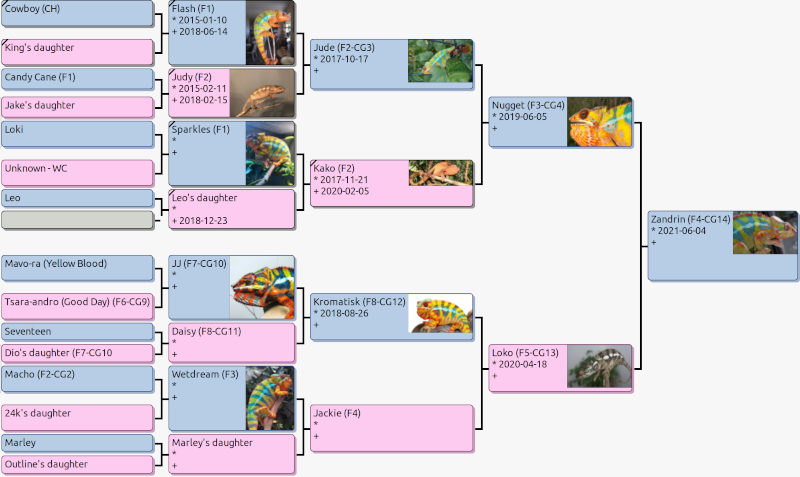 Cowboy (CH)
King's daughter
Candy Cane (F1)
Jake's daughter
Loki
Unknown - WC
Leo
Mavo-ra (Yellow Blood)
Tsara-andro (Good Day) (F6-CG9)
Seventeen
Dio's daughter (F7-CG10
Macho (F2-CG2)
24k's daughter
Marley
Outline's daughter
Flash (F1)
* 2015-01-10
+ 2018-06-14
Judy (F2)
* 2015-02-11
+ 2018-02-15
Sparkles (F1)
*
+
Leo's daughter
*
+ 2018-12-23
JJ (F7-CG10)
*
+
Daisy (F8-CG11)
*
+
Wetdream (F3)
*
+
Marley's daughter
*
+
Jude (F2-CG3)
* 2017-10-17
+
Kako (F2)
* 2017-11-21
+ 2020-02-05
Kromatisk (F8-CG12)
* 2018-08-26
+
Jackie (F4)
*
+
Nugget (F3-CG4)
* 2019-06-05
+
Loko (F5-CG13)
* 2020-04-18
+
Zandrin (F4-CG14)
* 2021-06-04
+